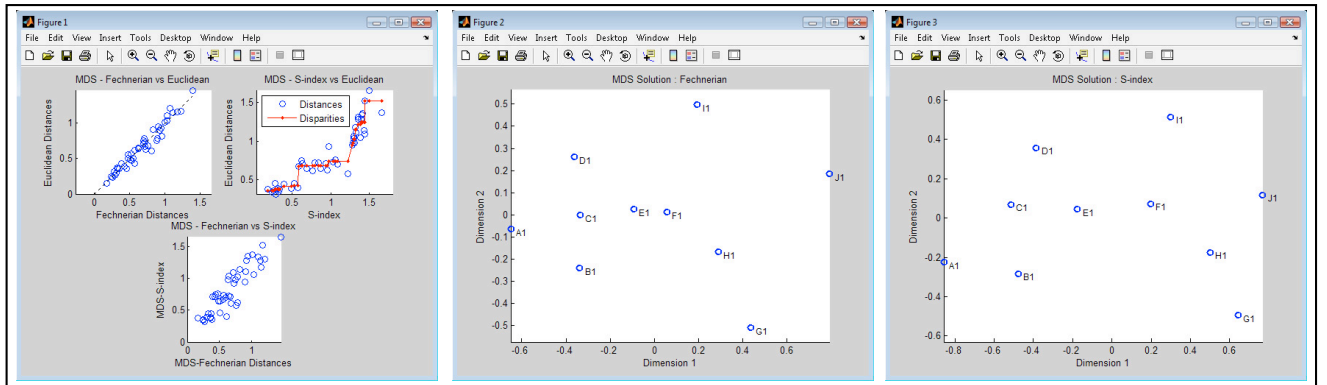 Figure 1
File Edit View Insert Tools Desktop Window Help
MDS - Fechnerian vs Euclidean
Euclidean Distances
1
0.5
0
0 0.5 1 1.5
Fechnerian Distances
MDS - S-index vs Euclidean
Euclidean Distances
1.5
1
0.5
0.5 1 1.5
S-index
Distances
Disparities
MDS - Fechnerian vs S-index
MDS-S-index
1.5
1
0.5
0
0 0.5 1
MDS-Fechnerian Distances
Figure 2
File Edit View Insert Tools Desktop Window Help
MDS Solution : Fechnerian
Dimension 2
0.5
0.4
0.3
0.2
0.1
0
-0.1
-0.2
-0.3
-0.4
-0.5
I1
D1
J1
E1
F1
C1
A1
H1
B1
G1
-0.6 -0.4 -0.2 0 0.2 0.4 0.6
Dimension 1
Figure 3
File Edit View Insert Tools Desktop Window Help
MDS Solution : S-index
Dimension 2
0.6
0.4
0.2
0
-0.2
-0.4
-0.6
I1
D1
J1
C1
F1
E1
H1
A1
B1
G1
-0.8 -0.6 -0.4 -0.2 0 0.2 0.4 0.6
Dimension 1